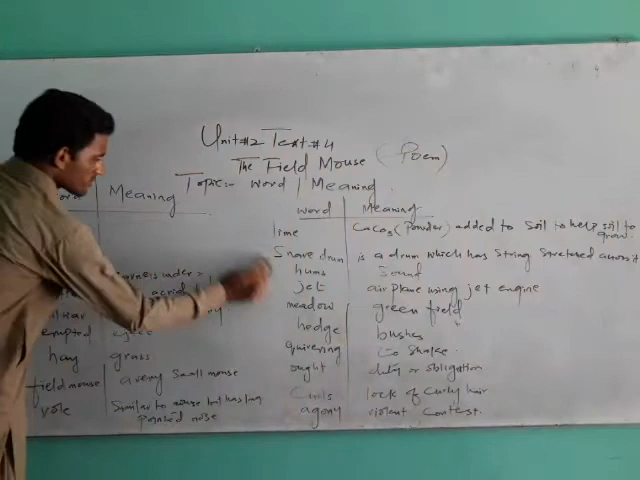 Unit#2 Text#4
The Field Mouse (Poem)
Topic:- word | Meaning
Meaning
hay grass
field mouse a very small mouse
vole Similar to mouse but has long
pointed nose
word Meaning
lime CaCo3 (Powder) added to Soil to help soil to
grow.
Snare drum is a drum which has String Stretched across it
hums Sound
jet air plane using jet engine
meadow green field
hedge bushes
quivering to Shake.
ought duty or obligation
Curls lock of Curly hair
agony violent Contest.